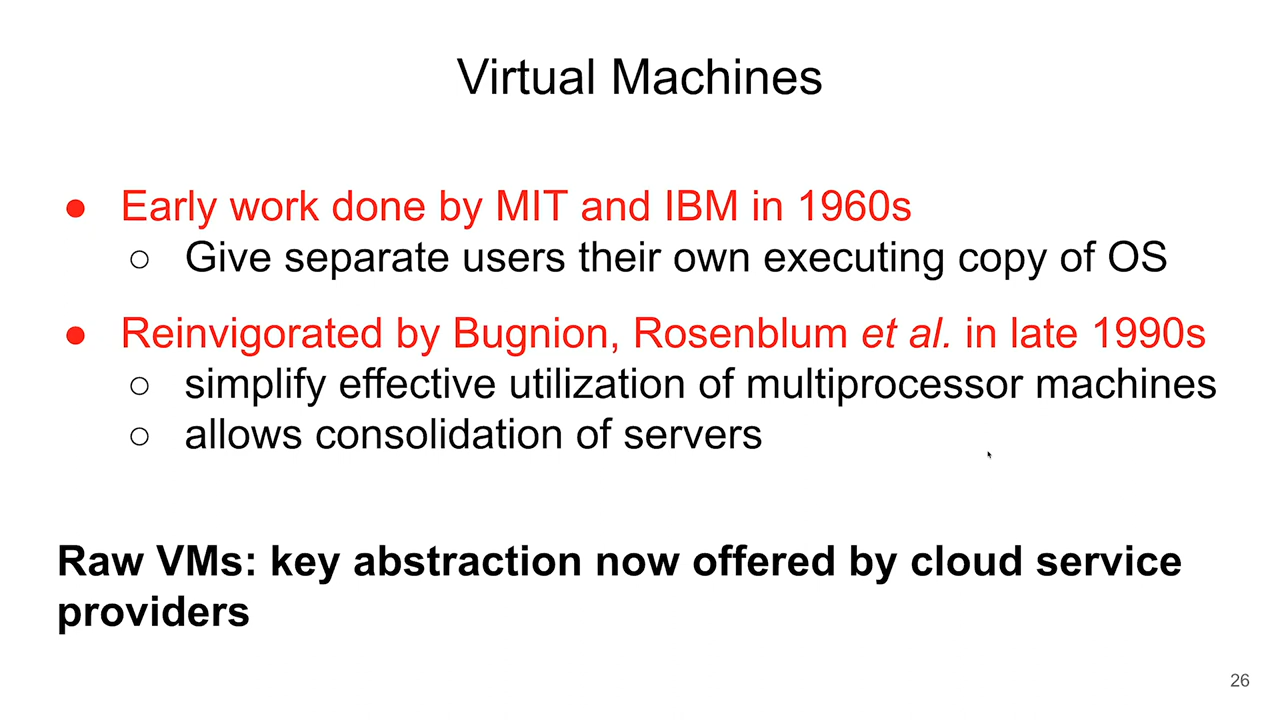 Virtual Machines
● Early work done by MIT and IBM in 1960s
○ Give separate users their own executing copy of OS
● Reinvigorated by Bugnion, Rosenblum et al. in late 1990s
○ simplify effective utilization of multiprocessor machines
○ allows consolidation of servers
Raw VMs: key abstraction now offered by cloud service
providers
26